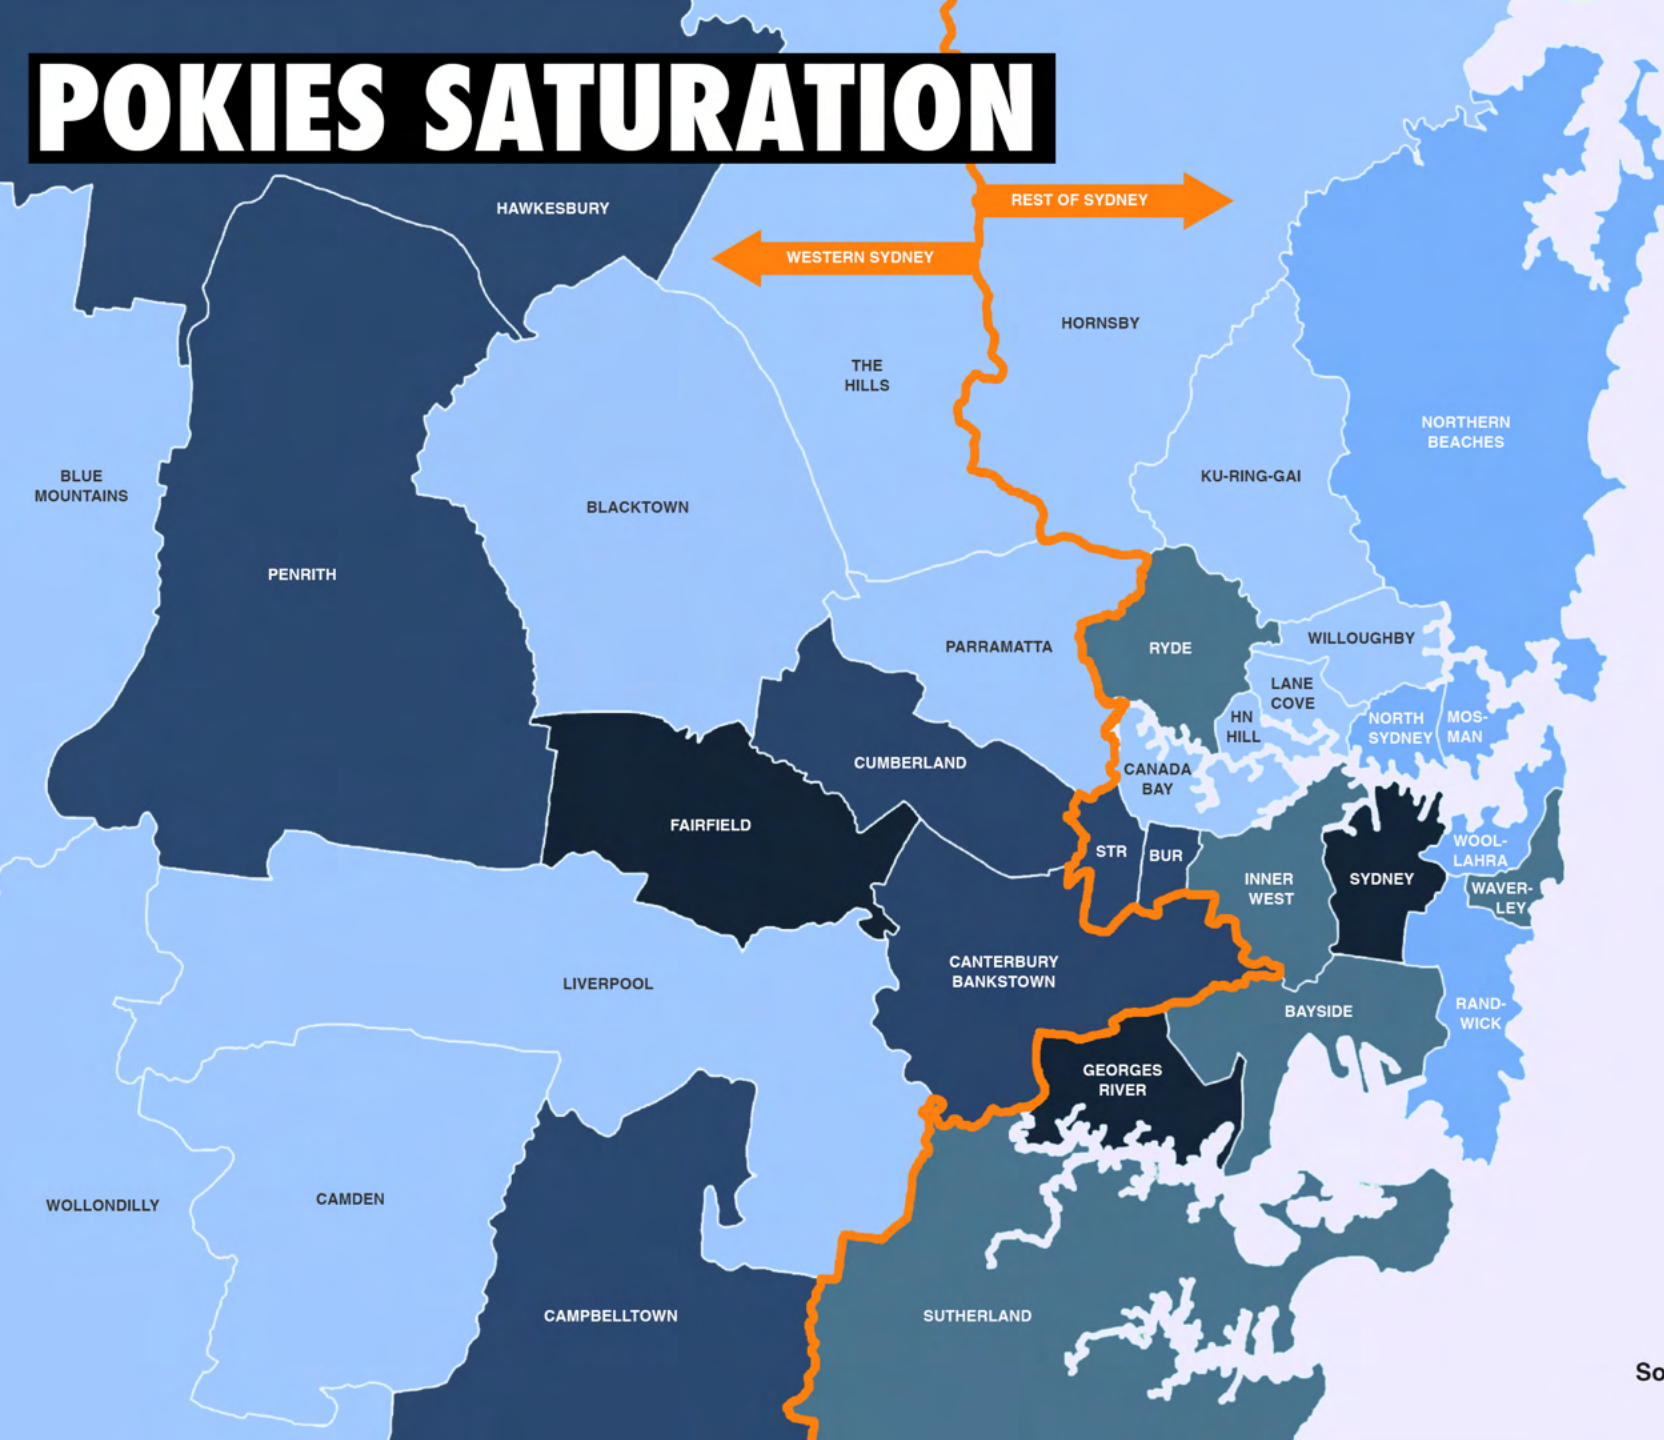 POKIES SATURATION
HAWKESBURY
REST OF SYDNEY
WESTERN SYDNEY
HORNSBY
THE
HILLS
NORTHERN
BEACHES
BLUE
MOUNTAINS
KU-RING-GAI
BLACKTOWN
PENRITH
PARRAMATTA
RYDE
WILLOUGHBY
LANE
COVE
HN
HILL
NORTH
SYDNEY
MOS-
MAN
CUMBERLAND
CANADA
BAY
FAIRFIELD
STR
BUR
INNER
WEST
SYDNEY
WOOL-
LAHRA
WAVER-
LEY
LIVERPOOL
CANTERBURY
BANKSTOWN
BAYSIDE
RAND-
WICK
GEORGES
RIVER
WOLLONDILLY
CAMDEN
CAMPBELLTOWN
SUTHERLAND
So